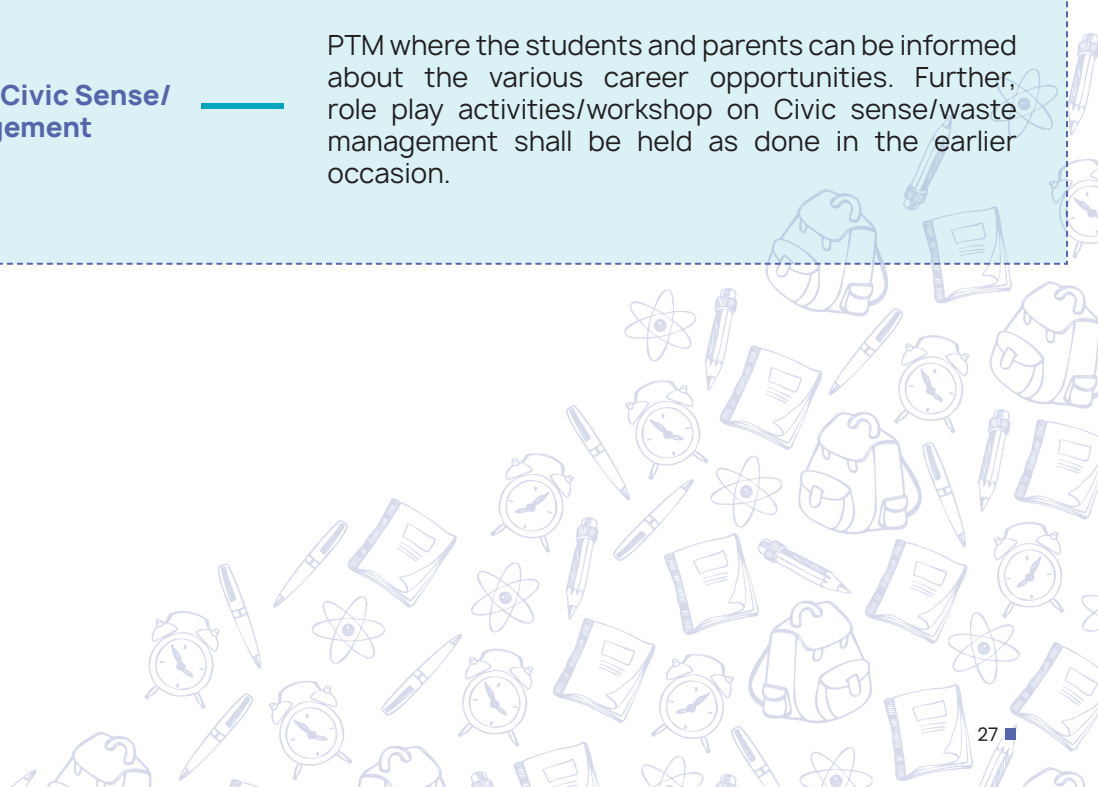 Civic Sense/
gement
PTM where the students and parents can be informed
about the various career opportunities. Further,
role play activities/workshop on Civic sense/waste
management shall be held as done in the earlier
occasion.
27